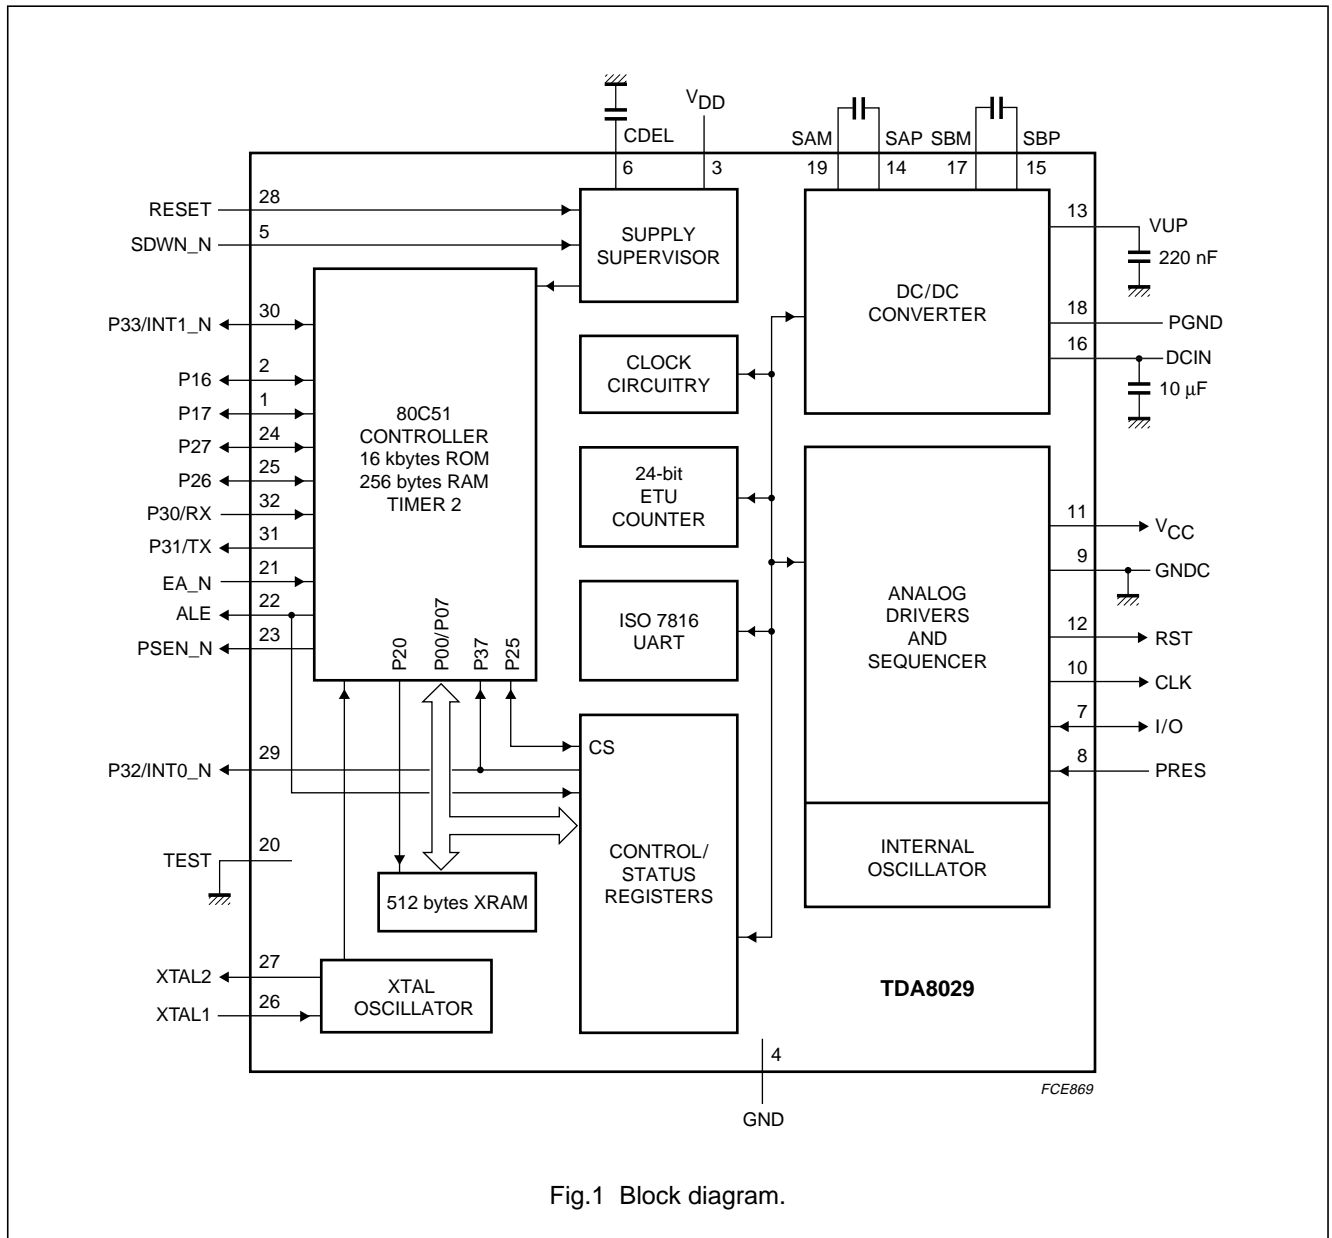 V_DD
CDEL
SAM
SAP
SBM
SBP
6
3
19
14
17
15
RESET
28
SDWN_N
5
SUPPLY
SUPERVISOR
13
VUP
220 nF
DC/DC
CONVERTER
18
PGND
16
DCIN
10 µF
P33/INT1_N
30
P16
2
P17
1
P27
24
P26
25
P30/RX
32
P31/TX
31
EA_N
21
ALE
22
PSEN_N
23
80C51
CONTROLLER
16 kbytes ROM
256 bytes RAM
TIMER 2
P20
P00/P07
P37
P25
CLOCK
CIRCUITRY
24-bit
ETU
COUNTER
ISO 7816
UART
ANALOG
DRIVERS
AND
SEQUENCER
11
V_CC
9
GNDC
12
RST
10
CLK
7
I/O
8
PRES
INTERNAL
OSCILLATOR
P32/INT0_N
29
CS
CONTROL/
STATUS
REGISTERS
TEST
20
512 bytes XRAM
XTAL2
27
XTAL1
26
XTAL
OSCILLATOR
TDA8029
4
GND
FCE869
Fig.1 Block diagram.